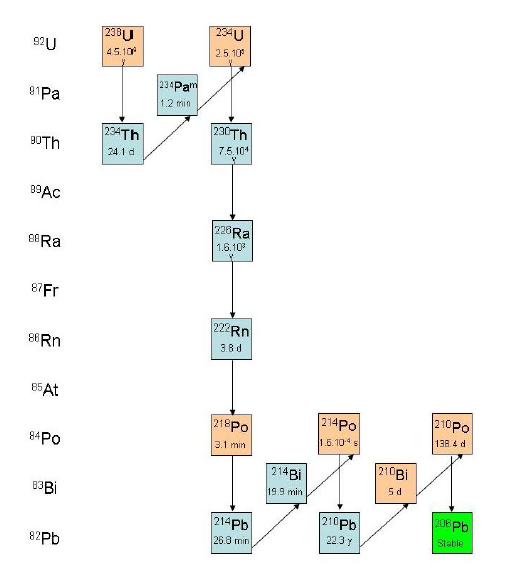 92U
238U
4.5.10⁹
y
234U
2.5.10⁵
y
91Pa
234Paᵐ
1.2 min
90Th
234Th
24.1 d
230Th
7.5.10⁴
y
89Ac
88Ra
226Ra
1.6.10³
y
87Fr
86Rn
222Rn
3.8 d
85At
84Po
218Po
3.1 min
214Po
1.6.10⁻⁴ s
210Po
138.4 d
83Bi
214Bi
19.9 min
210Bi
5 d
82Pb
214Pb
26.8 min
210Pb
22.3 y
206Pb
Stable